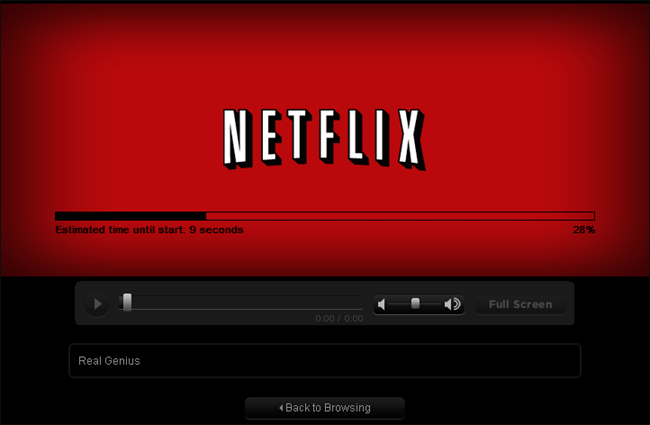 NETFLIX
Estimated time until start: 9 seconds 28%
0:00 / 0:00
Full Screen
Real Genius
Back to Browsing